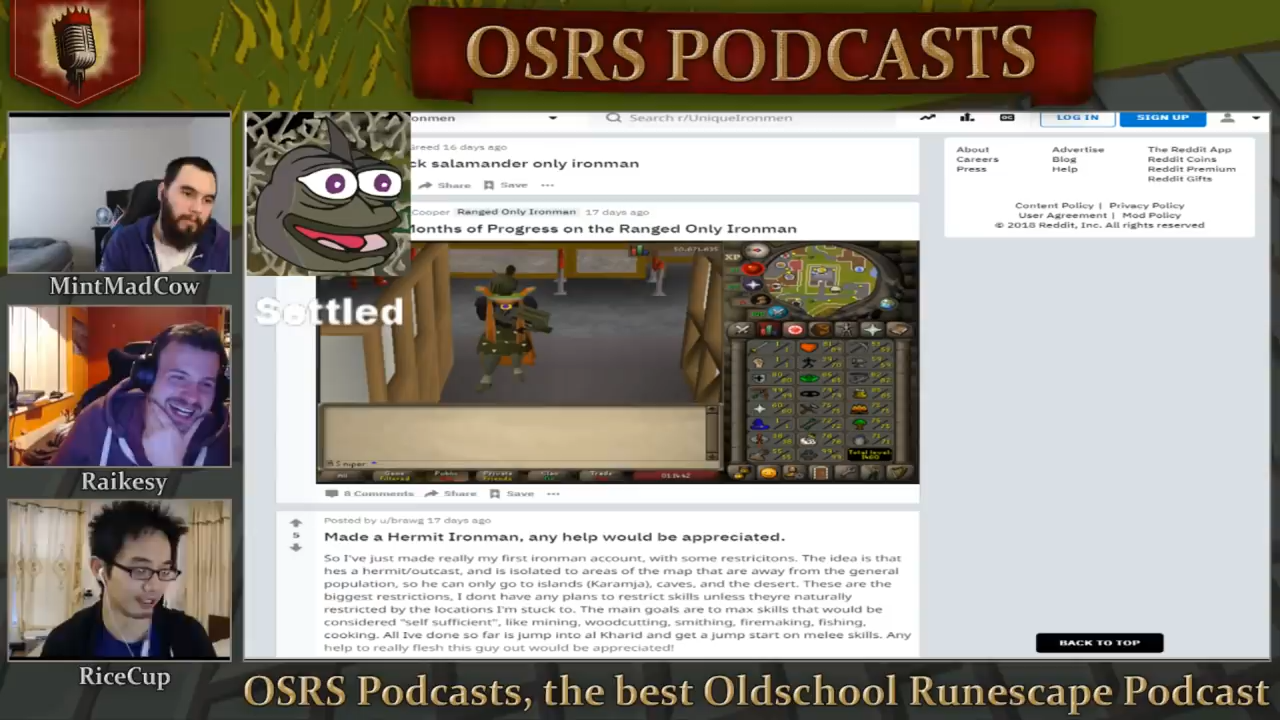 OSRS PODCASTS
onmen
Search r/UniqueIronmen
LOG IN
SIGN UP
MintMadCow
Raikesy
RiceCup
Settled
16 days ago
ck salamander only ironman
Share
Save
Cooper Ranged Only Ironman 17 days ago
Months of Progress on the Ranged Only Ironman
XP
Total level:
8 Comments Share Save
Posted by u/brawg 17 days ago
5
Made a Hermit Ironman, any help would be appreciated.
So I've just made really my first ironman account, with some restricitons. The idea is that
hes a hermit/outcast, and is isolated to areas of the map that are away from the general
population, so he can only go to islands (Karamja), caves, and the desert. These are the
biggest restrictions, I dont have any plans to restrict skills unless theyre naturally
restricted by the locations I'm stuck to. The main goals are to max skills that would be
considered "self sufficient", like mining, woodcutting, smithing, firemaking, fishing,
cooking. All Ive done so far is jump into al Kharid and get a jump start on melee skills. Any
help to really flesh this guy out would be appreciated!
About Advertise The Reddit App
Careers Blog Reddit Coins
Press Help Reddit Premium
Reddit Gifts
Content Policy | Privacy Policy
User Agreement | Mod Policy
© 2018 Reddit, Inc. All rights reserved
BACK TO TOP
OSRS Podcasts, the best Oldschool Runescape Podcast